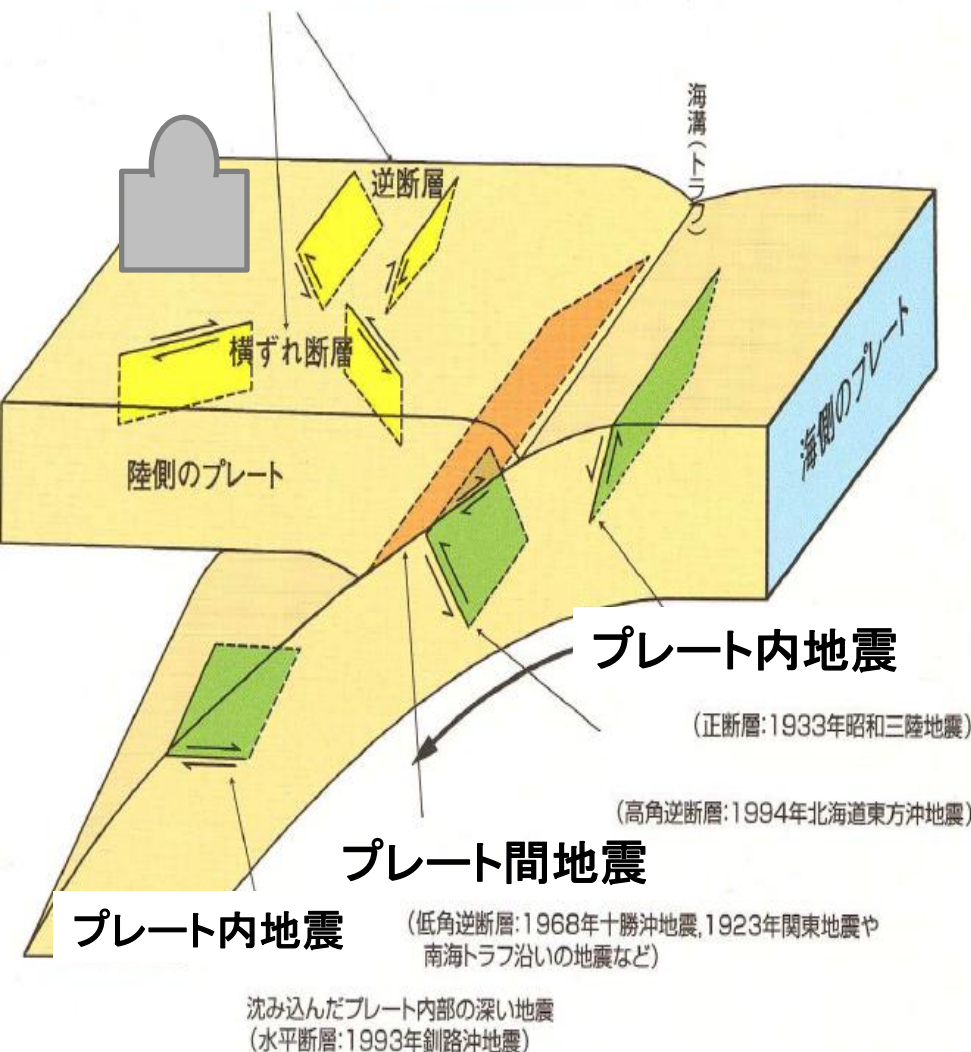 海溝(トラフ)
逆断層
横ずれ断層
陸側のプレート
海側のプレート
プレート内地震
(正断層:1933年昭和三陸地震)
(高角逆断層:1994年北海道東方沖地震)
プレート間地震
プレート内地震
(低角逆断層:1968年十勝沖地震,1923年関東地震や
南海トラフ沿いの地震など)
沈み込んだプレート内部の深い地震
(水平断層:1993年釧路沖地震)